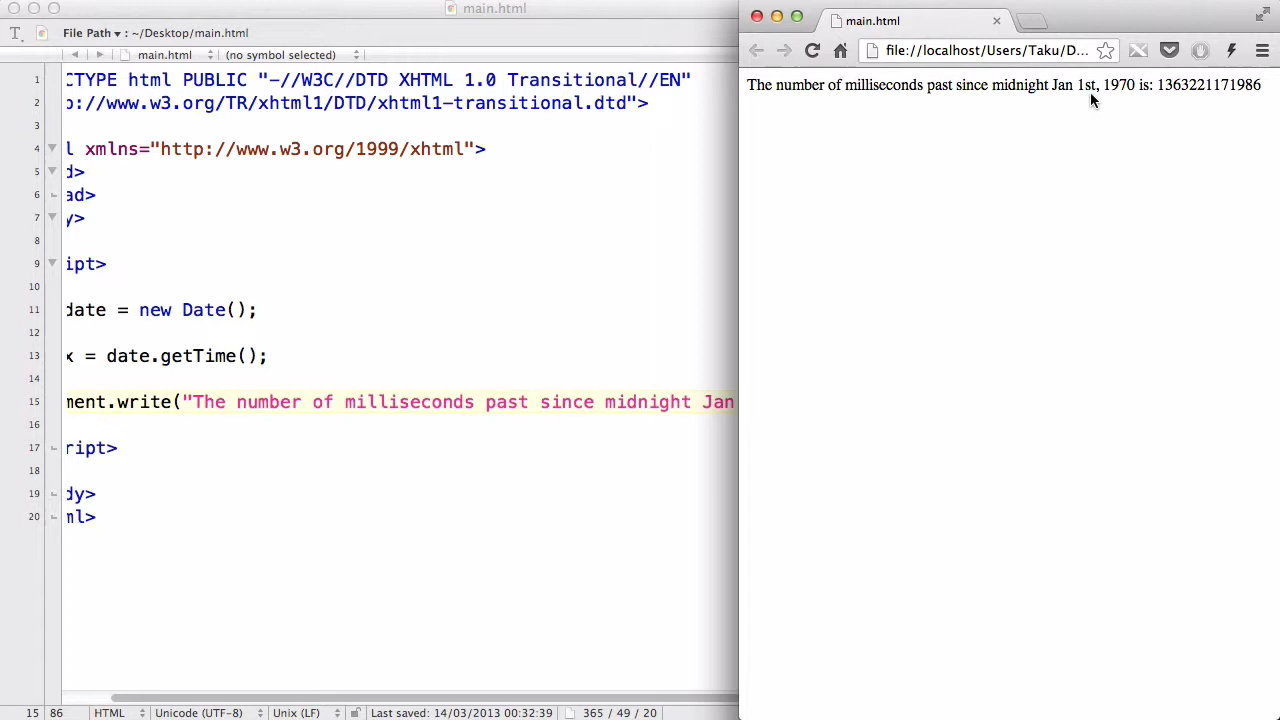 main.html
File Path ▾ : ~/Desktop/main.html
main.html
(no symbol selected)
1 CTYPE html PUBLIC "-//W3C//DTD XHTML 1.0 Transitional//EN"
2 p://www.w3.org/TR/xhtml1/DTD/xhtml1-transitional.dtd">
3
4 l xmlns="http://www.w3.org/1999/xhtml">
5 d>
6 ad>
7 y>
8
9 ipt>
10
11 date = new Date();
12
13 x = date.getTime();
14
15 ment.write("The number of milliseconds past since midnight Jan
16
17 ript>
18
19 dy>
20 ml>
15 86 HTML Unicode (UTF-8) Unix (LF) Last saved: 14/03/2013 00:32:39 365 / 49 / 20
main.html
file://localhost/Users/Taku/D...
The number of milliseconds past since midnight Jan 1st, 1970 is: 1363221171986